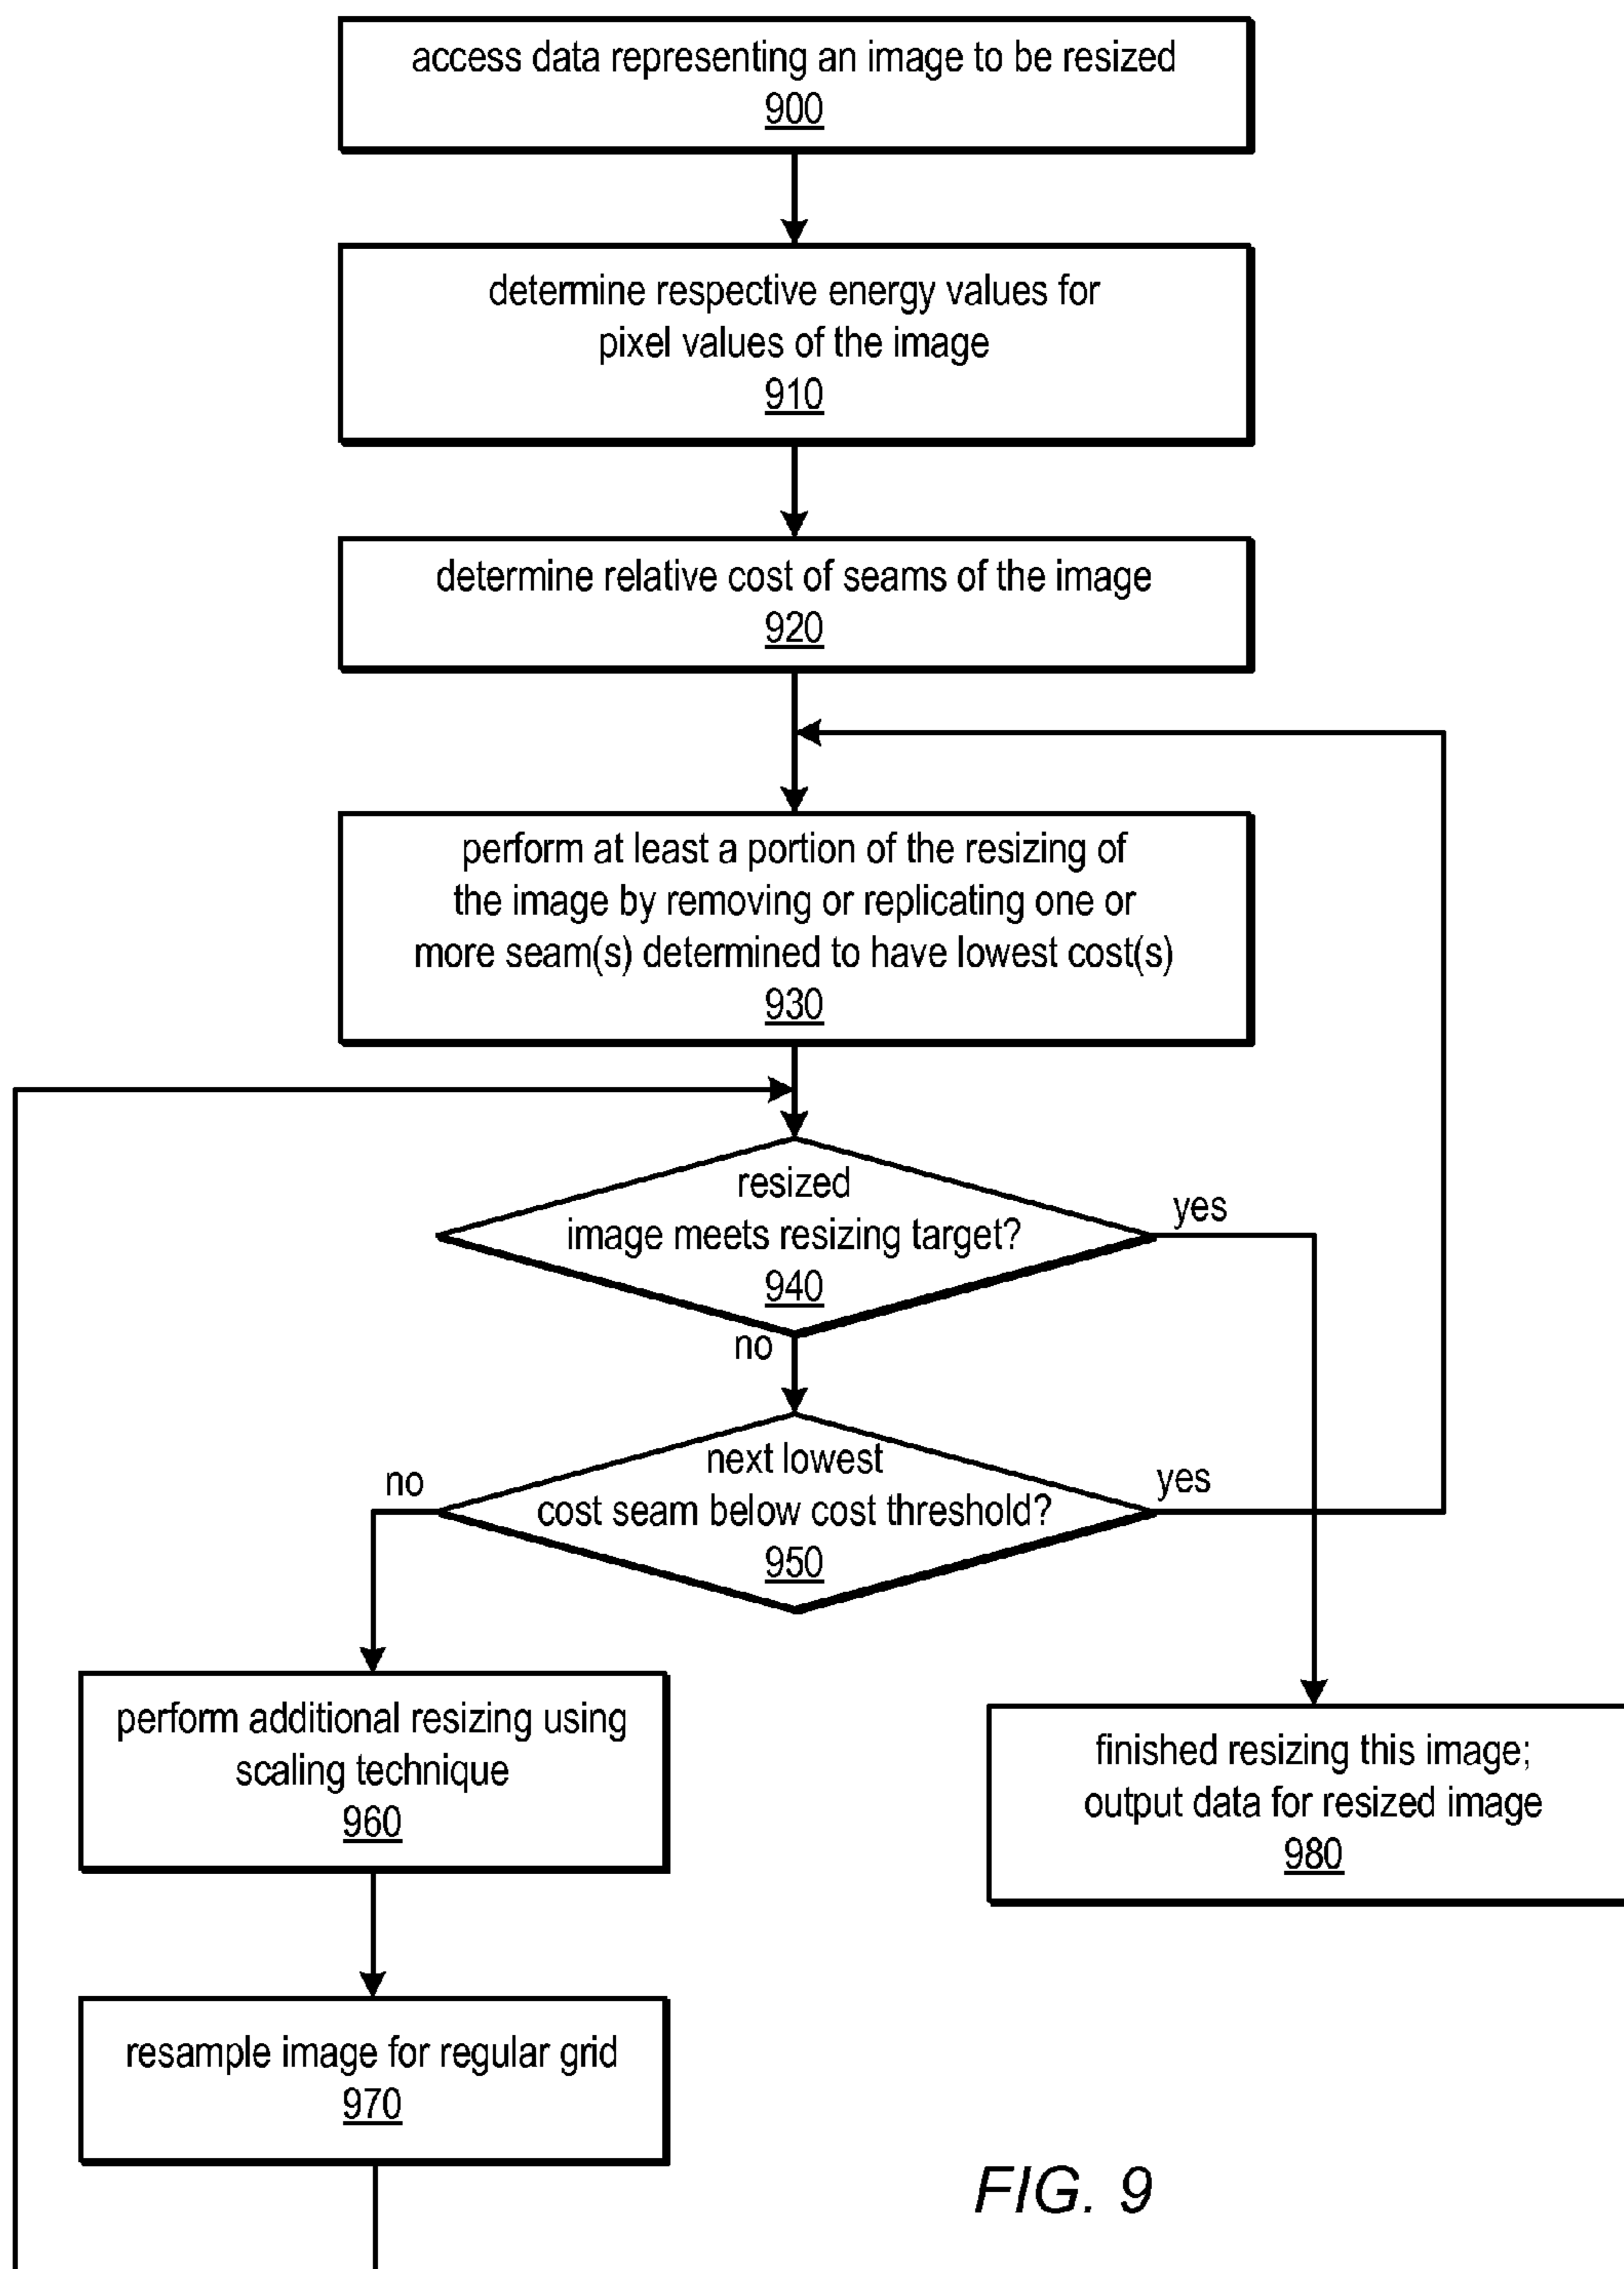 access data representing an image to be resized
900
determine respective energy values for
pixel values of the image
910
determine relative cost of seams of the image
920
perform at least a portion of the resizing of
the image by removing or replicating one or
more seam(s) determined to have lowest cost(s)
930
resized
image meets resizing target?
940
yes
no
next lowest
cost seam below cost threshold?
950
no
yes
perform additional resizing using
scaling technique
960
finished resizing this image;
output data for resized image
980
resample image for regular grid
970
FIG. 9